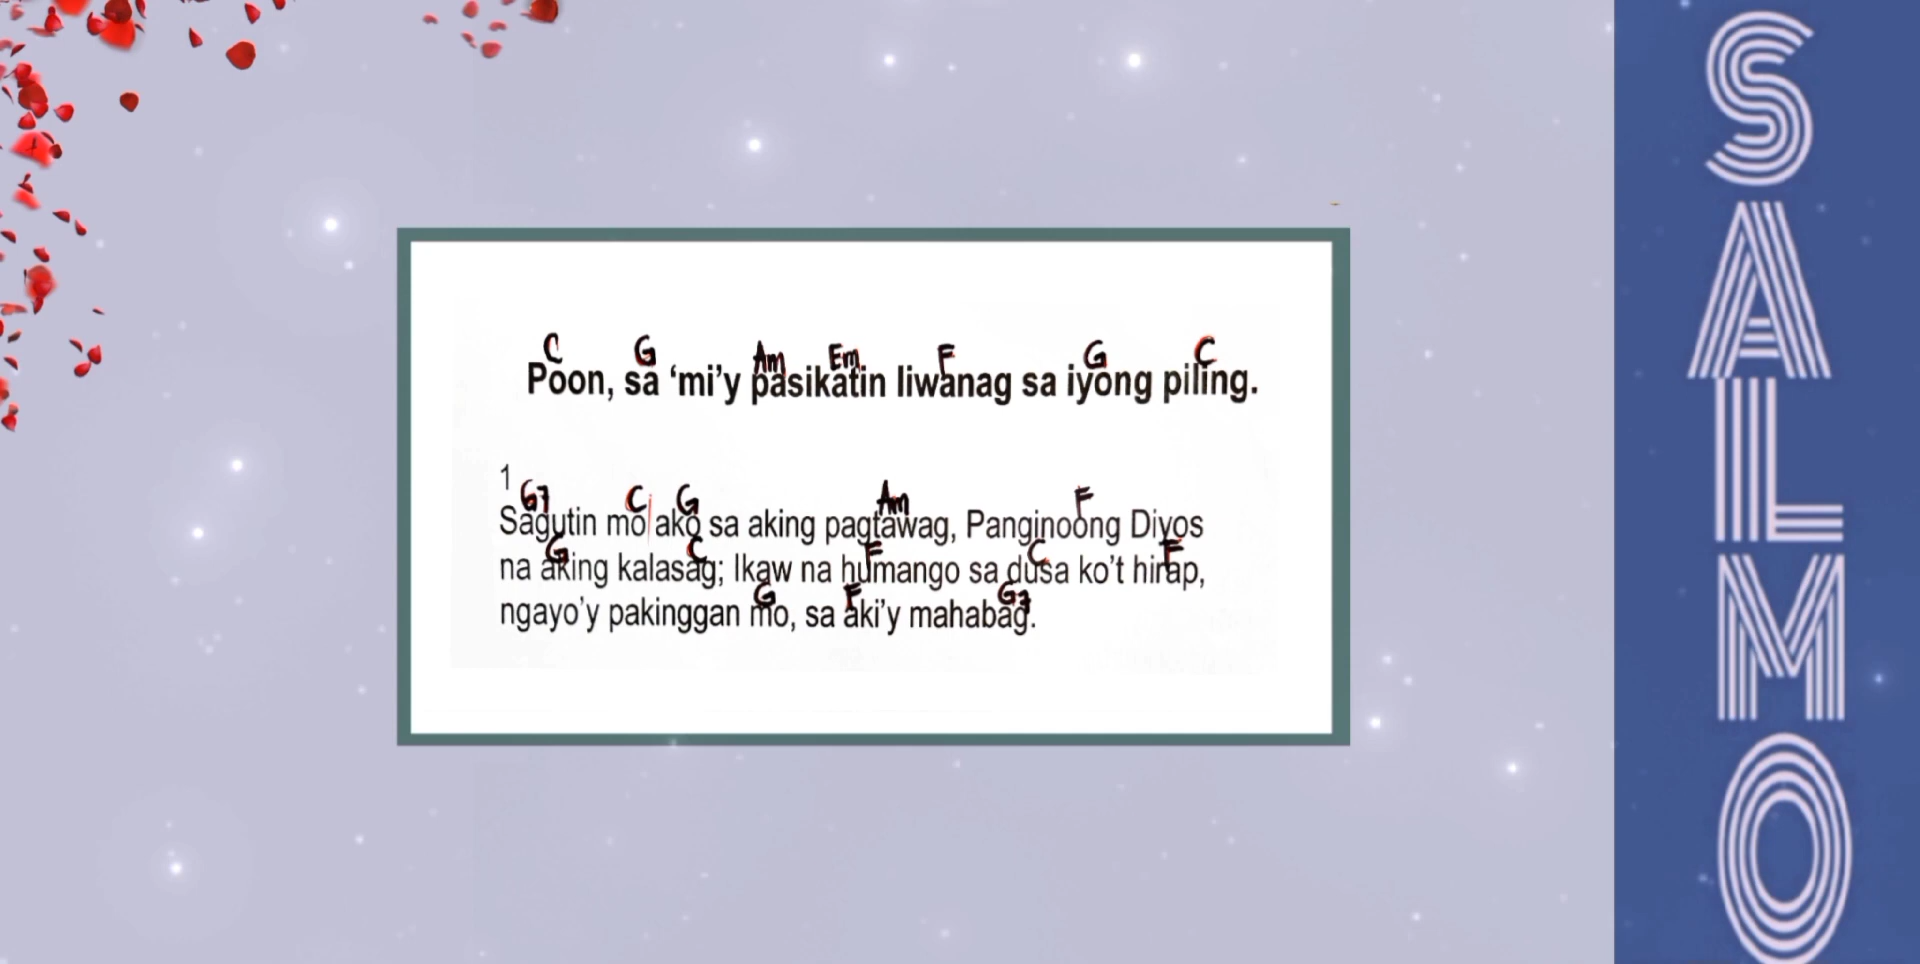 C G Am Em F G C
Poon, sa ‘mi’y pasikatin liwanag sa iyong piling.
1
G7 C G Am F
Sagutin mo ako sa aking pagtawag, Panginoong Diyos
G C F C F
na aking kalasag; Ikaw na humango sa dusa ko’t hirap,
G F G7
ngayo’y pakinggan mo, sa aki’y mahabag.
SALMO